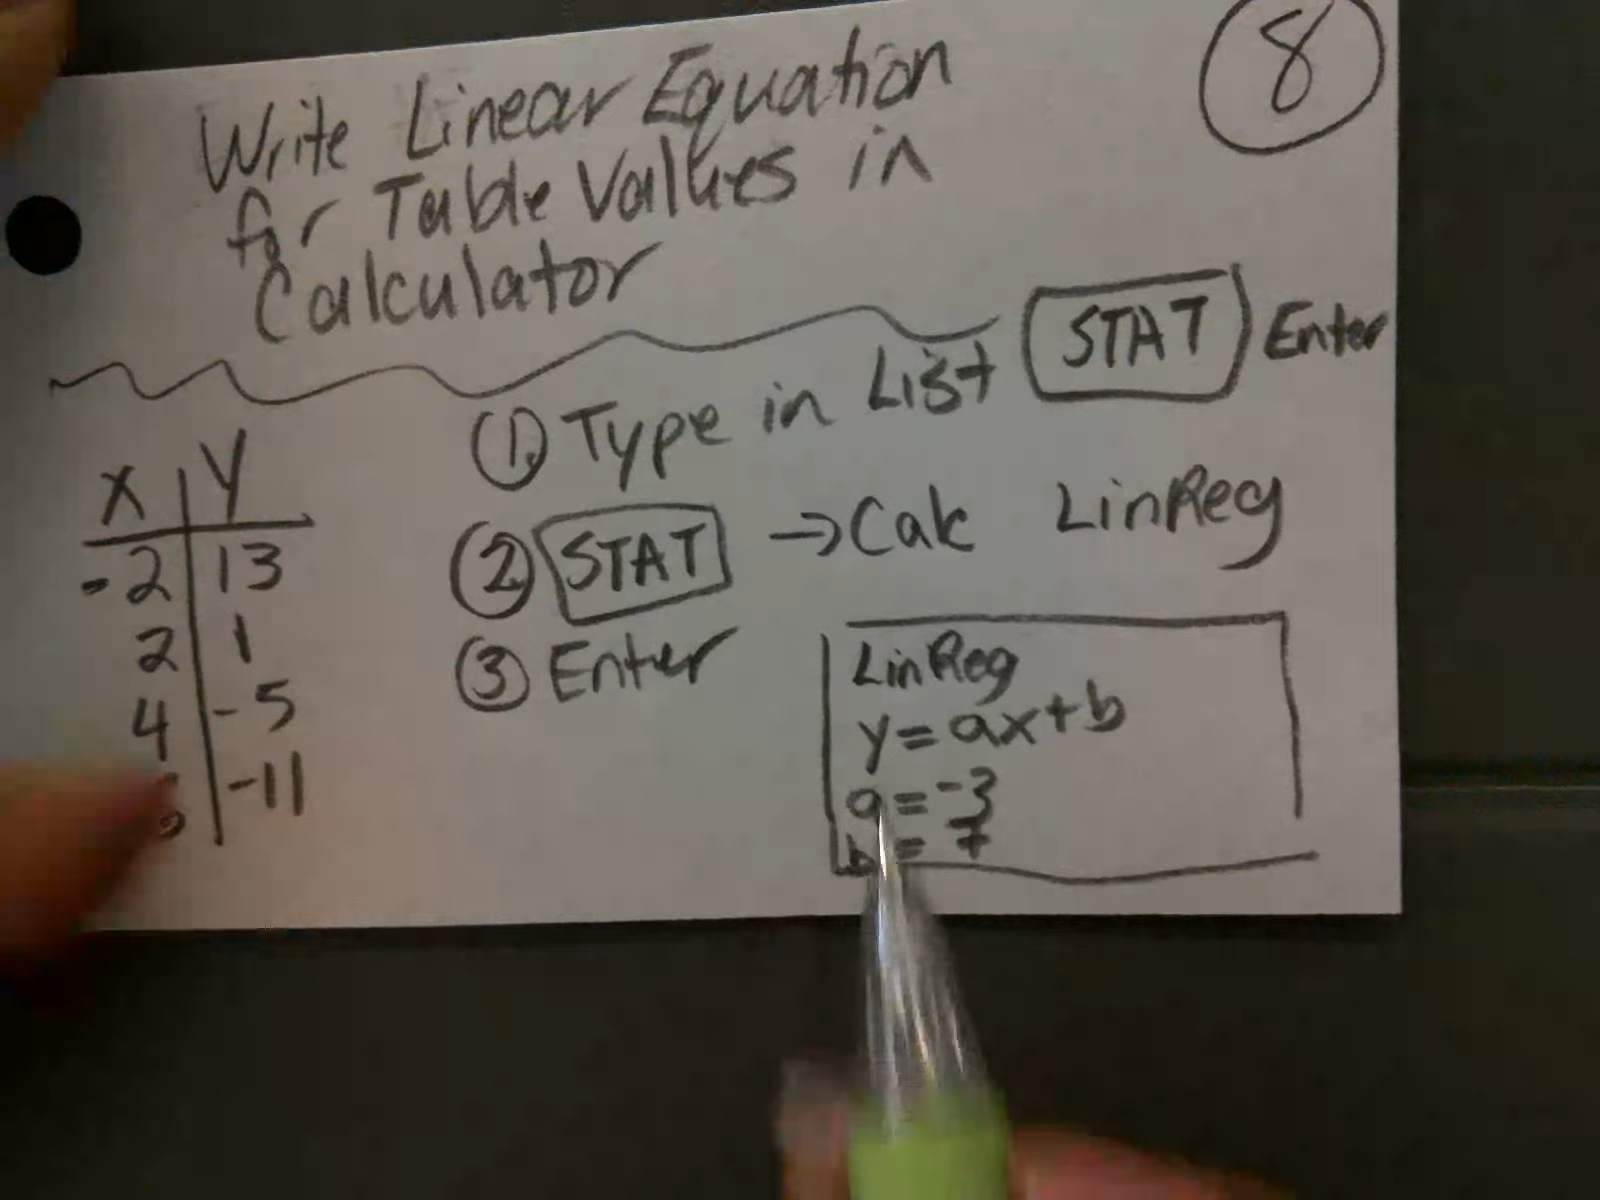 8
Write Linear Equation
for Table Values in
Calculator
X Y
-2 13
2 1
4 -5
-11
1. Type in List STAT Enter
2. STAT → Calc LinReg
3 Enter
LinReg
y = ax + b
a = -3
b = 7